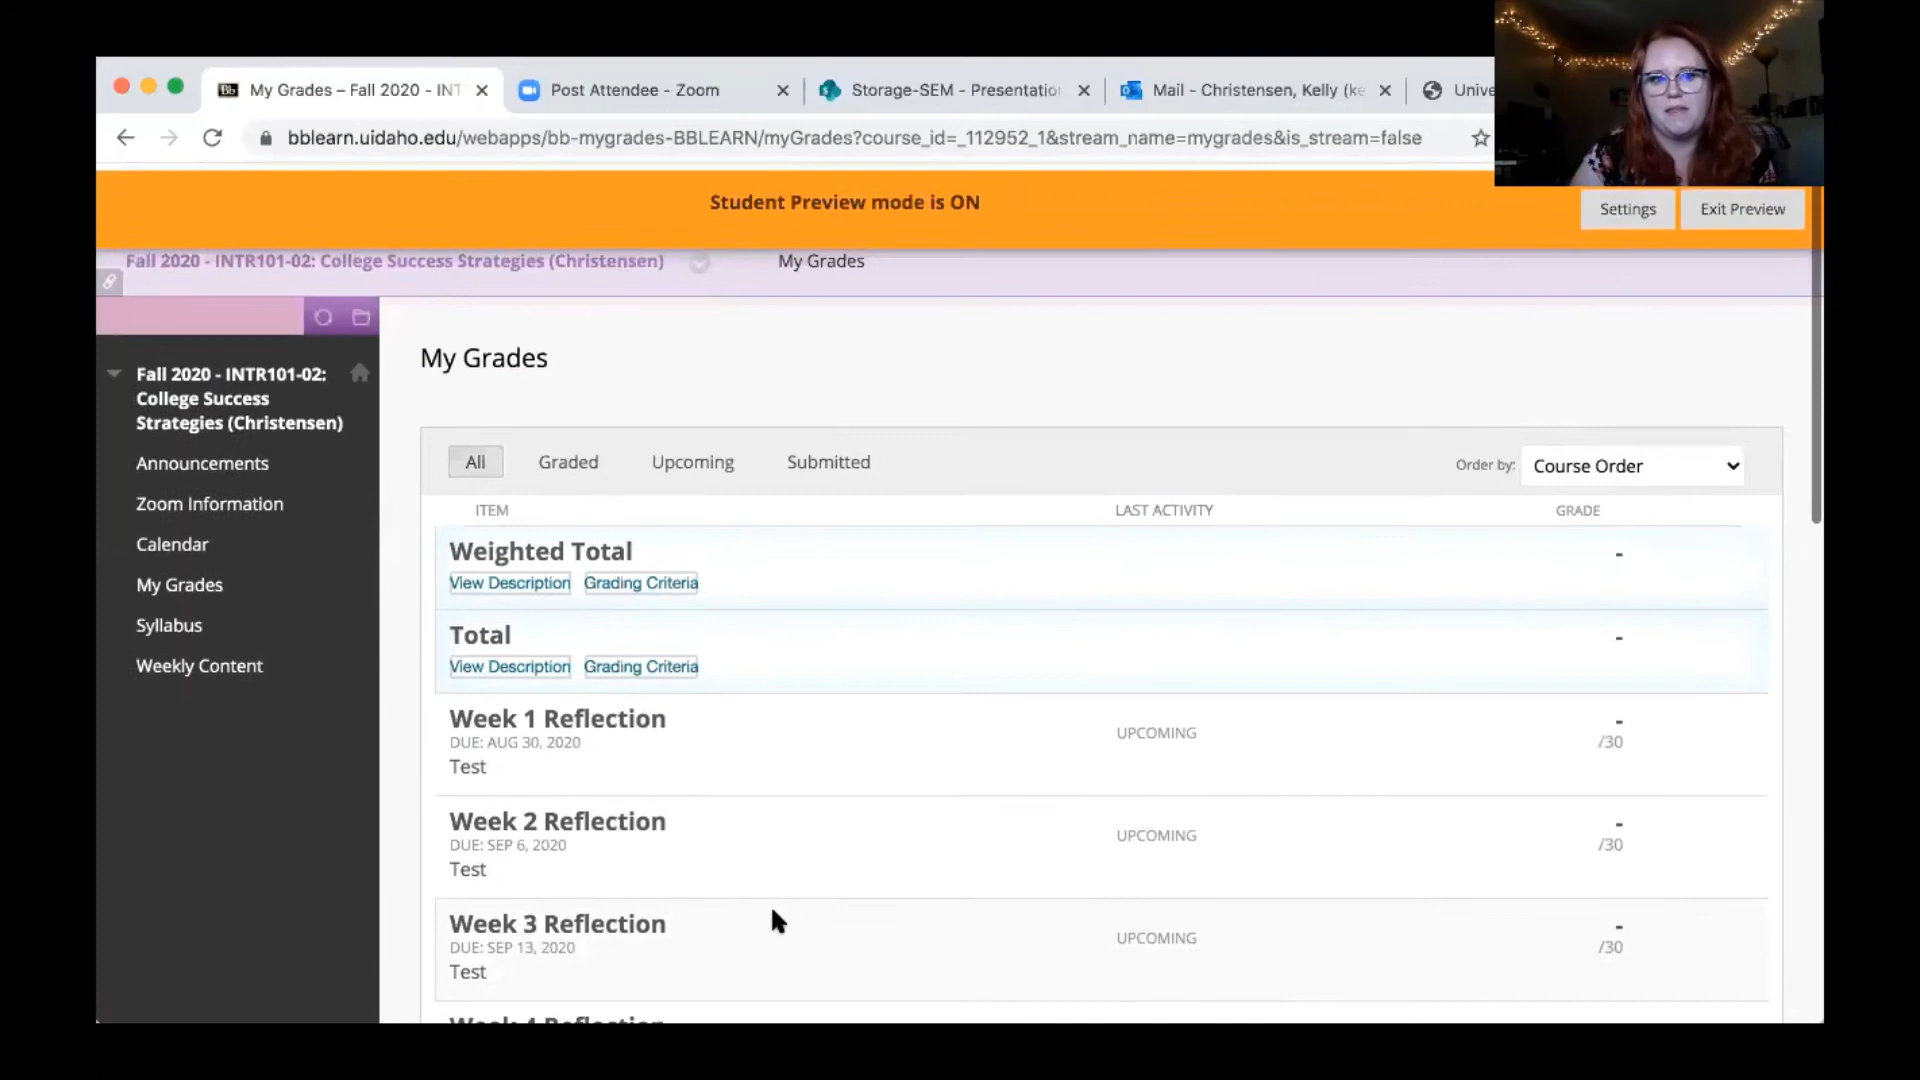 My Grades – Fall 2020 - INT
Post Attendee - Zoom
Storage-SEM - Presentation
Mail - Christensen, Kelly (ke
Unive
bblearn.uidaho.edu/webapps/bb-mygrades-BBLEARN/myGrades?course_id=_112952_1&stream_name=mygrades&is_stream=false
Student Preview mode is ON
Settings
Exit Preview
Fall 2020 - INTR101-02: College Success Strategies (Christensen)
My Grades
Fall 2020 - INTR101-02:
College Success
Strategies (Christensen)
Announcements
Zoom Information
Calendar
My Grades
Syllabus
Weekly Content
My Grades
All
Graded
Upcoming
Submitted
Order by:
Course Order
ITEM
LAST ACTIVITY
GRADE
Weighted Total
-
View Description
Grading Criteria
Total
-
View Description
Grading Criteria
Week 1 Reflection
DUE: AUG 30, 2020
Test
UPCOMING
-
/30
Week 2 Reflection
DUE: SEP 6, 2020
Test
UPCOMING
-
/30
Week 3 Reflection
DUE: SEP 13, 2020
Test
UPCOMING
-
/30
Week 4 Reflection